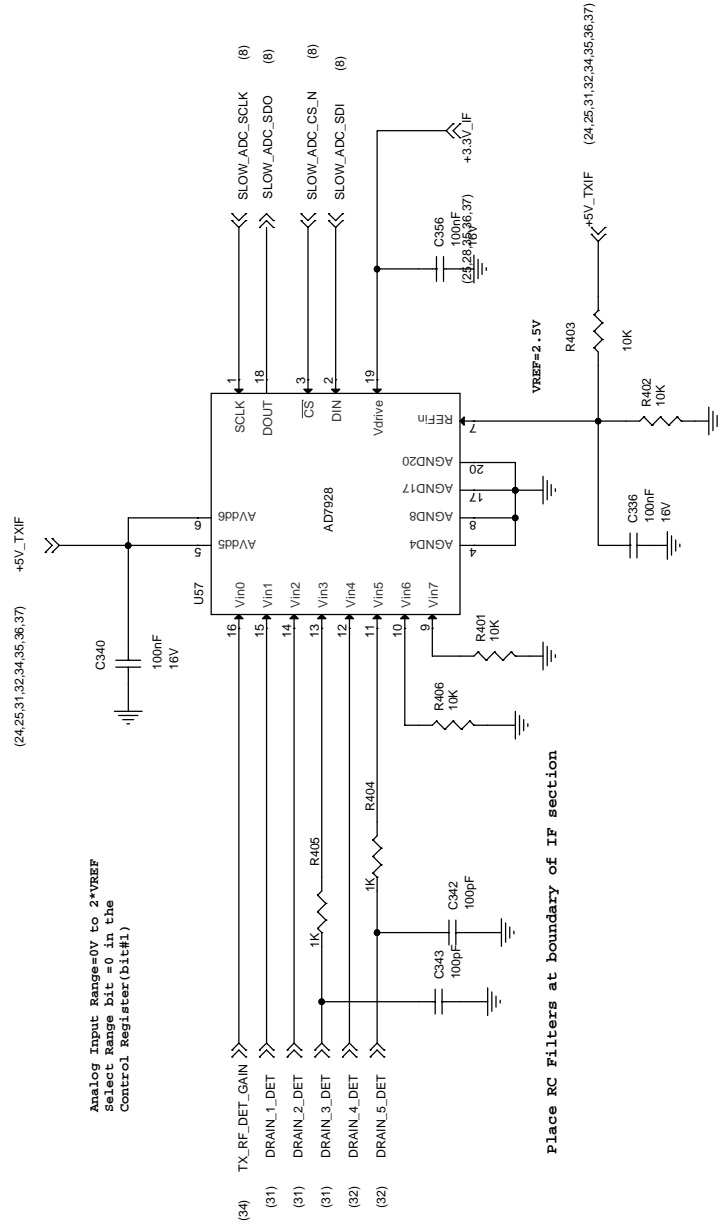 (24,25,31,32,34,35,36,37)
+5V_TXIF
C340
100nF
16V
Analog Input Range=0V to 2*VREF
Select Range bit =0 in the
Control Register(bit#1)
(34) TX_RF_DET_GAIN
(31) DRAIN_1_DET
(31) DRAIN_2_DET
(31) DRAIN_3_DET
(32) DRAIN_4_DET
(32) DRAIN_5_DET
R405
1K
R404
1K
C343
100pF
C342
100pF
Place RC Filters at boundary of IF section
U57
AD7928
16 Vin0
15 Vin1
14 Vin2
13 Vin3
12 Vin4
11 Vin5
10 Vin6
9 Vin7
5 AVdd5
6 AVdd6
1 SCLK
18 DOUT
3 CS
2 DIN
19 Vdrive
7 REFin
20 AGND20
17 AGND17
8 AGND8
4 AGND4
SLOW_ADC_SCLK (8)
SLOW_ADC_SDO (8)
SLOW_ADC_CS_N (8)
SLOW_ADC_SDI (8)
+3.3V_IF
(25,28,35,36,37)
C356
100nF
16V
R406
10K
R401
10K
VREF=2.5V
R403
10K
R402
10K
C336
100nF
16V
+5V_TXIF
(24,25,31,32,34,35,36,37)